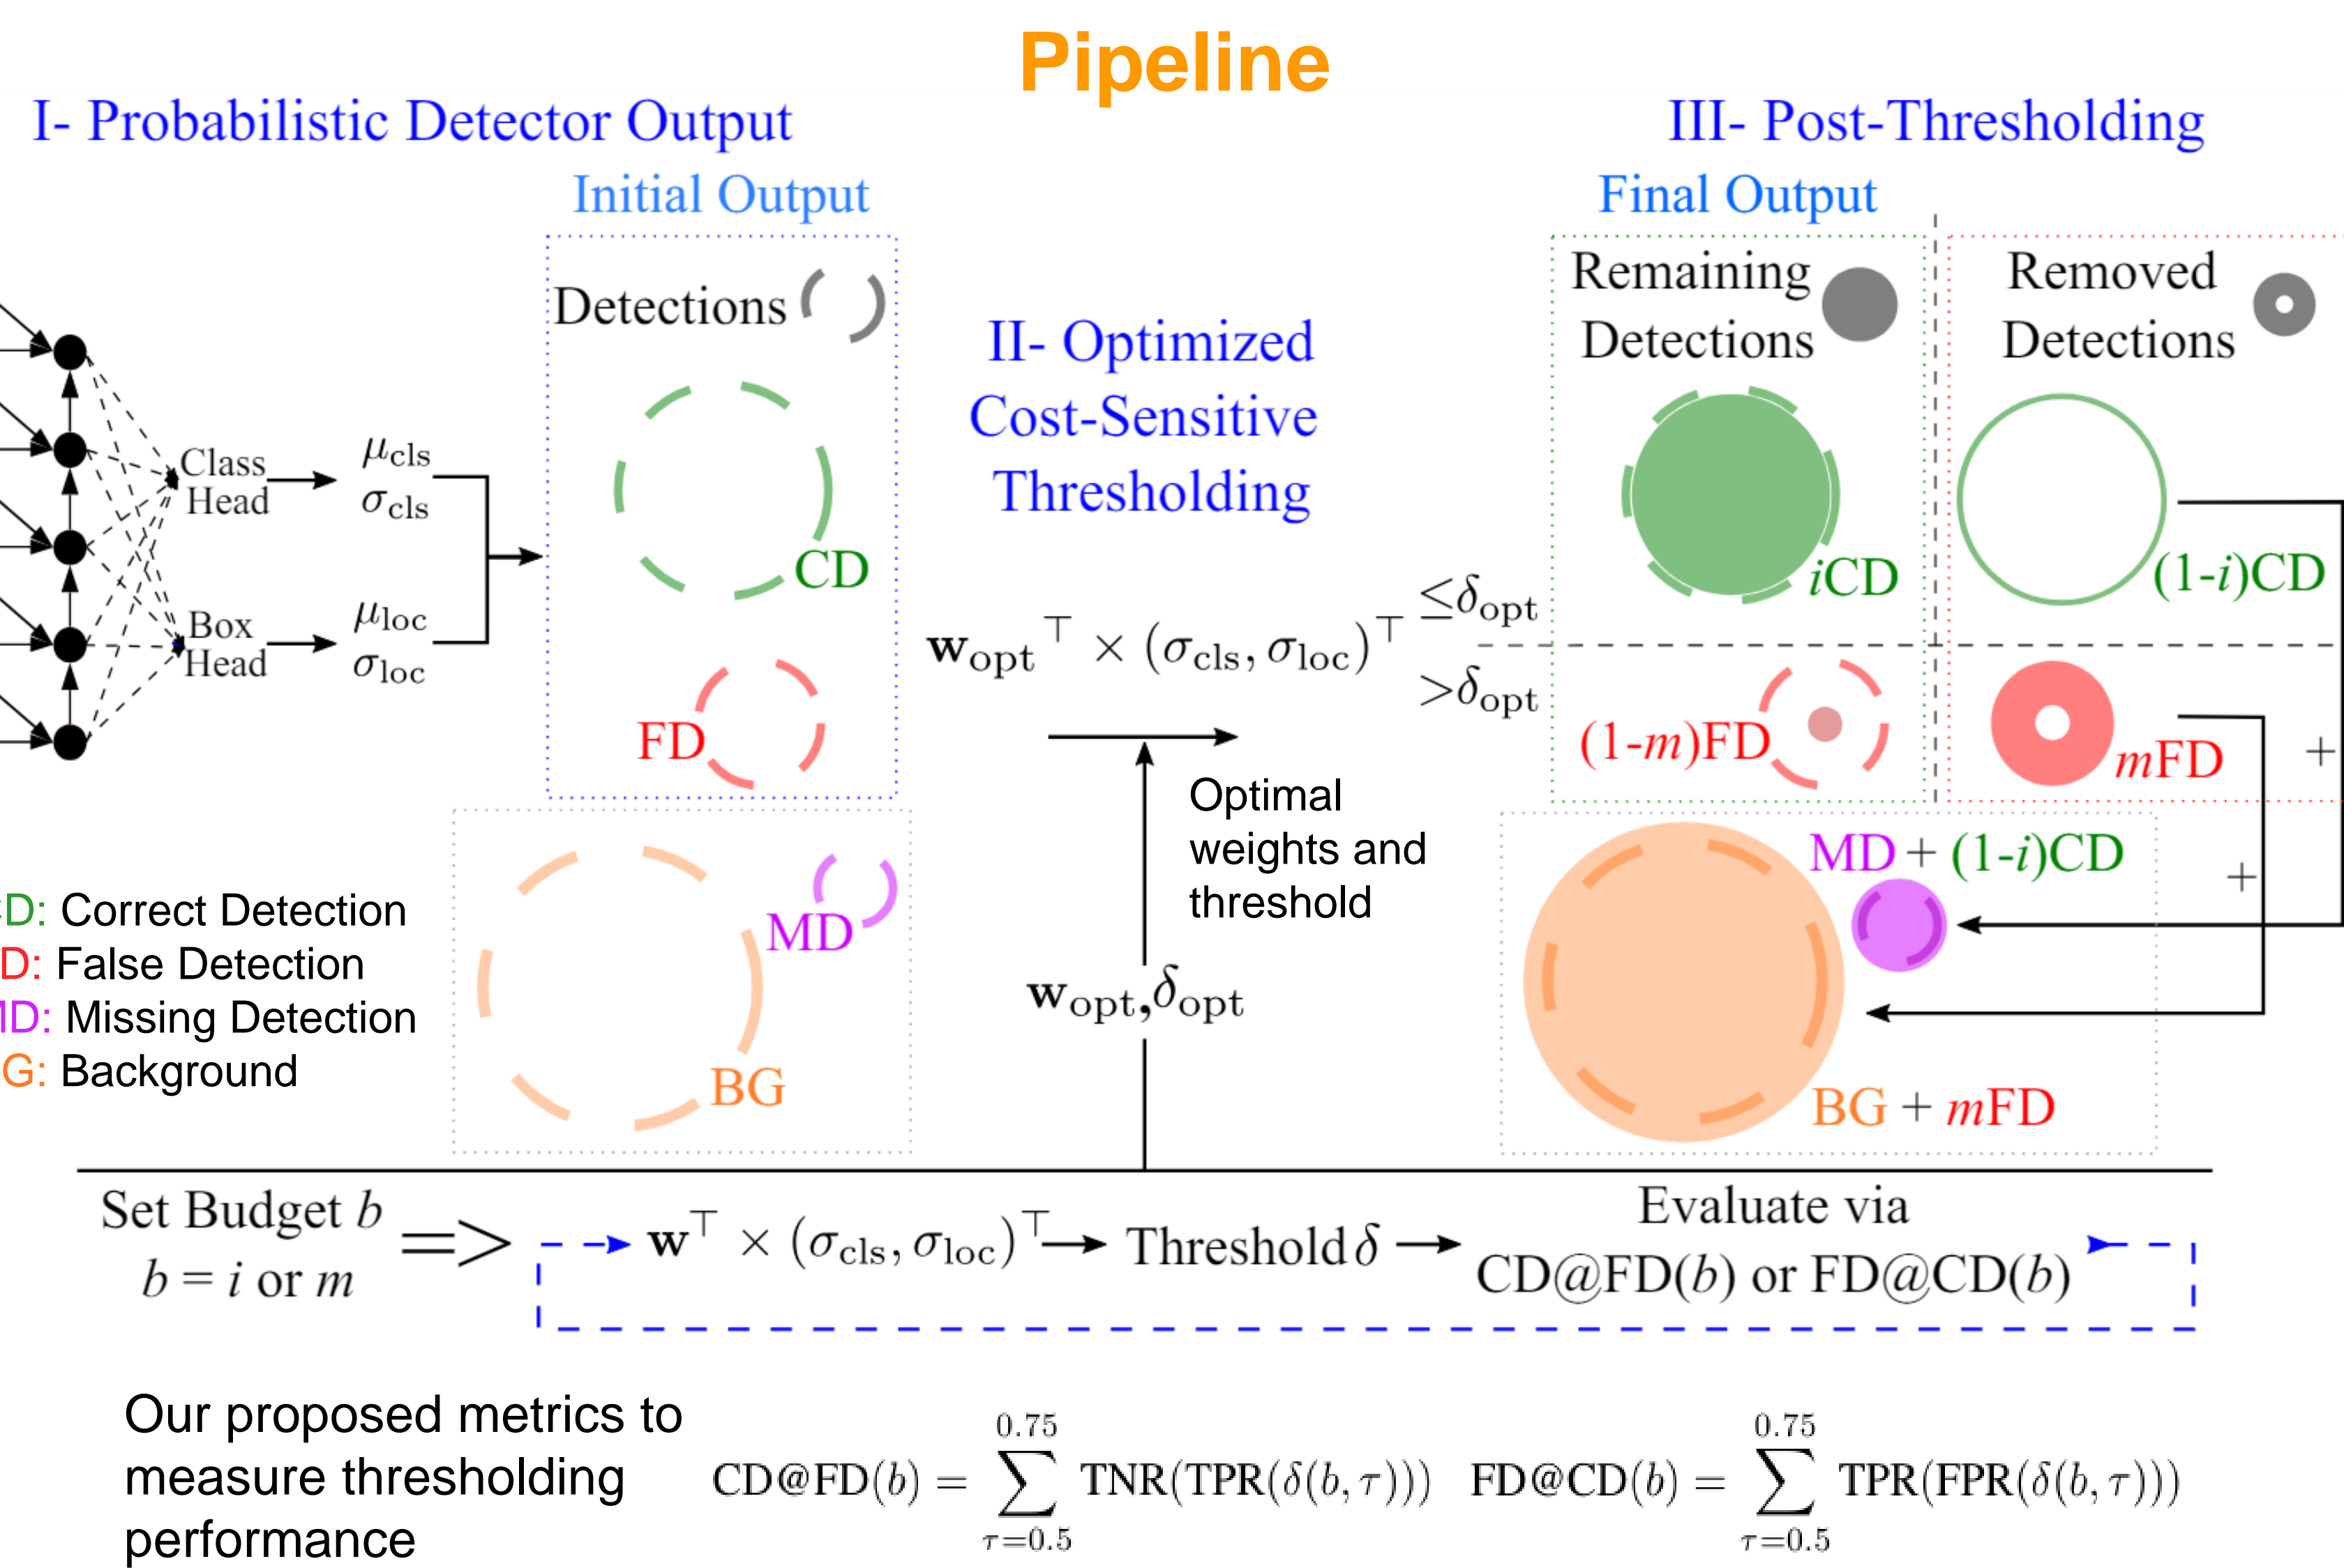 Pipeline
I- Probabilistic Detector Output
Initial Output
Detections
Class
Head
μcls
σcls
Box
Head
μloc
σloc
CD
FD
MD
BG
D: Correct Detection
D: False Detection
MD: Missing Detection
G: Background
II- Optimized
Cost-Sensitive
Thresholding
w_opt^⊤ × (σcls, σloc)^⊤
≤δopt
>δopt
Optimal
weights and
threshold
w_opt,δopt
III- Post-Thresholding
Final Output
Remaining
Detections
Removed
Detections
iCD
(1-i)CD
(1-m)FD
mFD
+
MD + (1-i)CD
+
BG + mFD
Set Budget b
b = i or m
=>
w^⊤ × (σcls, σloc)^⊤
Threshold δ
Evaluate via
CD@FD(b) or FD@CD(b)
Our proposed metrics to
measure thresholding
performance
CD@FD(b) = ∑_{τ=0.5}^{0.75} TNR(TPR(δ(b, τ)))
FD@CD(b) = ∑_{τ=0.5}^{0.75} TPR(FPR(δ(b, τ)))